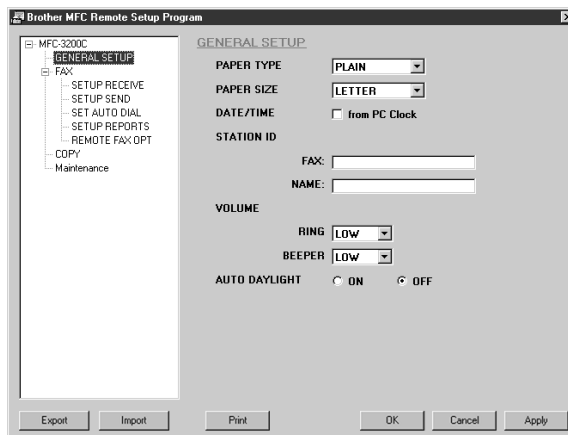 Brother MFC Remote Setup Program
MFC-3200C
GENERAL SETUP
FAX
SETUP RECEIVE
SETUP SEND
SET AUTO DIAL
SETUP REPORTS
REMOTE FAX OPT
COPY
Maintenance
GENERAL SETUP
PAPER TYPE PLAIN
PAPER SIZE LETTER
DATE/TIME from PC Clock
STATION ID
FAX:
NAME:
VOLUME
RING LOW
BEEPER LOW
AUTO DAYLIGHT ON OFF
Export Import Print OK Cancel Apply